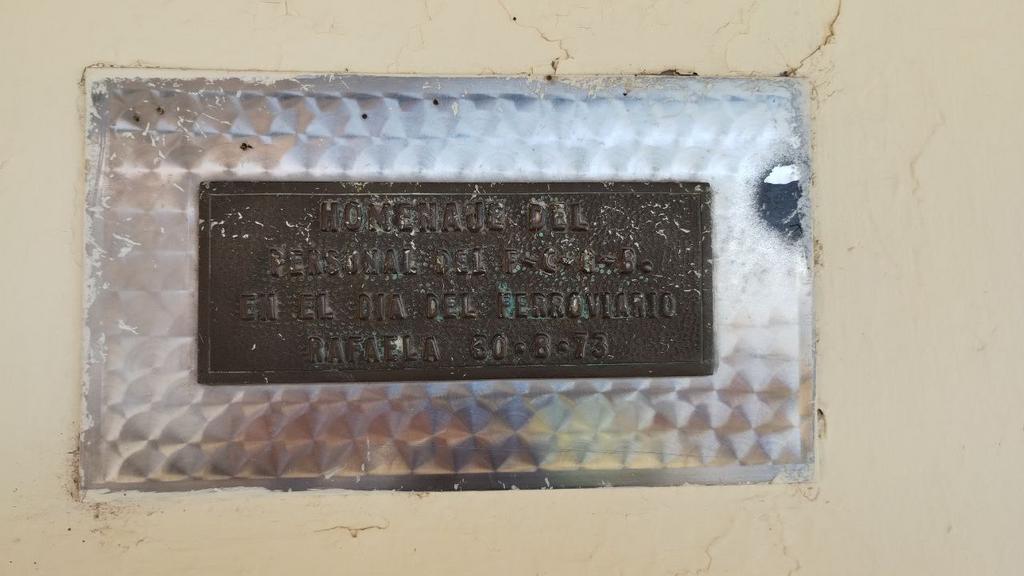 HOMENAJE DEL
PERSONAL DEL F-C-G-B.
EN EL DIA DEL FERROVIARIO
RAFAELA 30-8-73